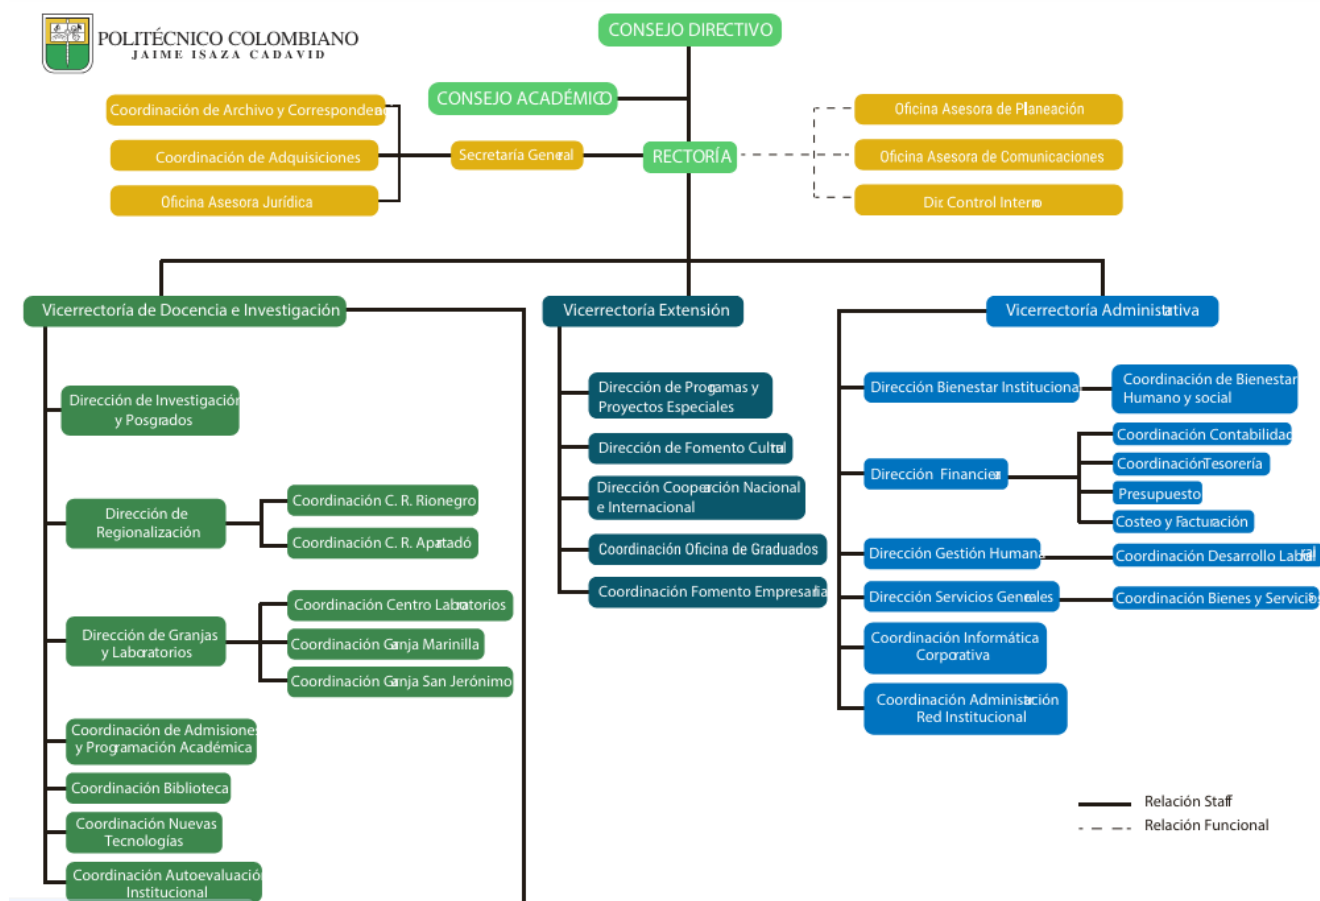 POLITÉCNICO COLOMBIANO
JAIME ISAZA CADAVID
CONSEJO DIRECTIVO
CONSEJO ACADÉMICO
RECTORÍA
Secretaría General
Coordinación de Archivo y Corresponden
Coordinación de Adquisiciones
Oficina Asesora Jurídica
Oficina Asesora de Planeación
Oficina Asesora de Comunicaciones
Dir. Control Interno
Vicerrectoría de Docencia e Investigación
Dirección de Investigación
y Posgrados
Dirección de
Regionalización
Coordinación C. R. Rionegro
Coordinación C. R. Apartadó
Dirección de Granjas
y Laboratorios
Coordinación Centro Laboratorios
Coordinación Granja Marinilla
Coordinación Granja San Jerónimo
Coordinación de Admisiones
y Programación Académica
Coordinación Biblioteca
Coordinación Nuevas
Tecnologías
Coordinación Autoevaluación
Institucional
Vicerrectoría Extensión
Dirección de Programas y
Proyectos Especiales
Dirección de Fomento Cultural
Dirección Cooperación Nacional
e Internacional
Coordinación Oficina de Graduados
Coordinación Fomento Empresarial
Vicerrectoría Administrativa
Dirección Bienestar Institucional
Coordinación de Bienestar
Humano y social
Dirección Financiera
Coordinación Contabilidad
Coordinación Tesorería
Presupuesto
Costeo y Facturación
Dirección Gestión Humana
Coordinación Desarrollo Laboral
Dirección Servicios Generales
Coordinación Bienes y Servicios
Coordinación Informática
Corporativa
Coordinación Administración
Red Institucional
Relación Staff
Relación Funcional